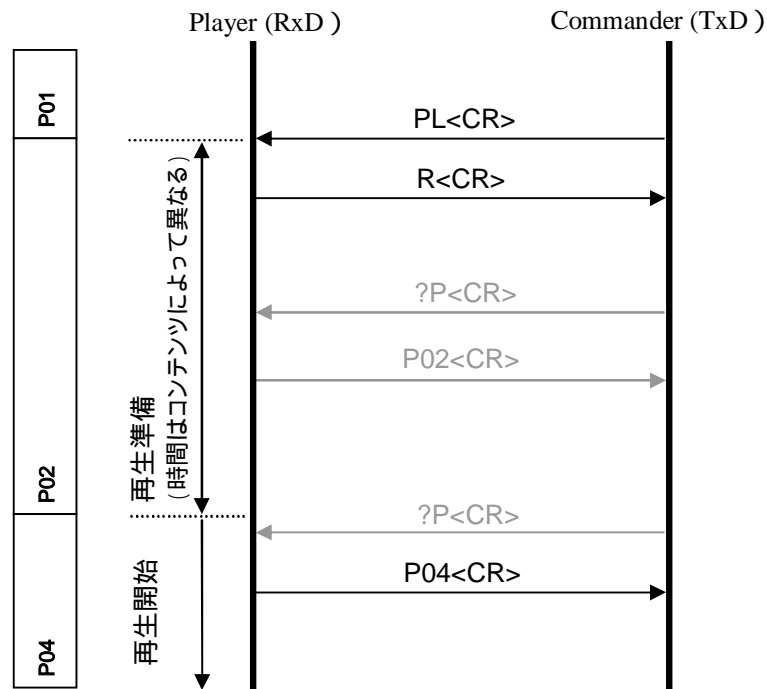 Player (RxD )
Commander (TxD )
P01
PL<CR>
R<CR>
?P<CR>
P02<CR>
再生準備
(時間はコンテンツによって異なる)
P02
?P<CR>
P04<CR>
再生開始
P04